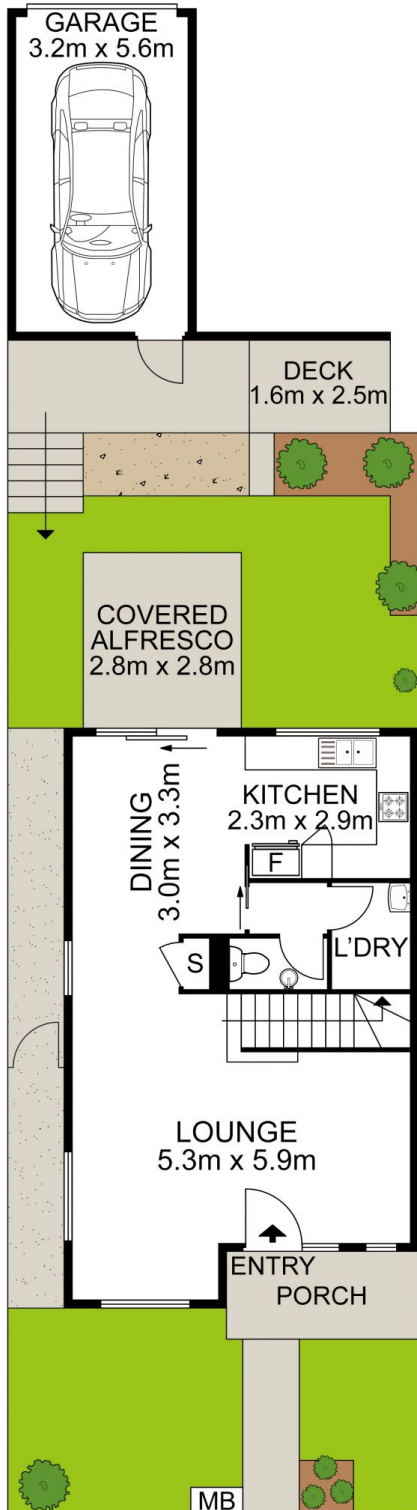 GARAGE
3.2m x 5.6m
DECK
1.6m x 2.5m
COVERED
ALFRESCO
2.8m x 2.8m
DINING
3.0m x 3.3m
KITCHEN
2.3m x 2.9m
F
S
L'DRY
LOUNGE
5.3m x 5.9m
ENTRY
PORCH
MB